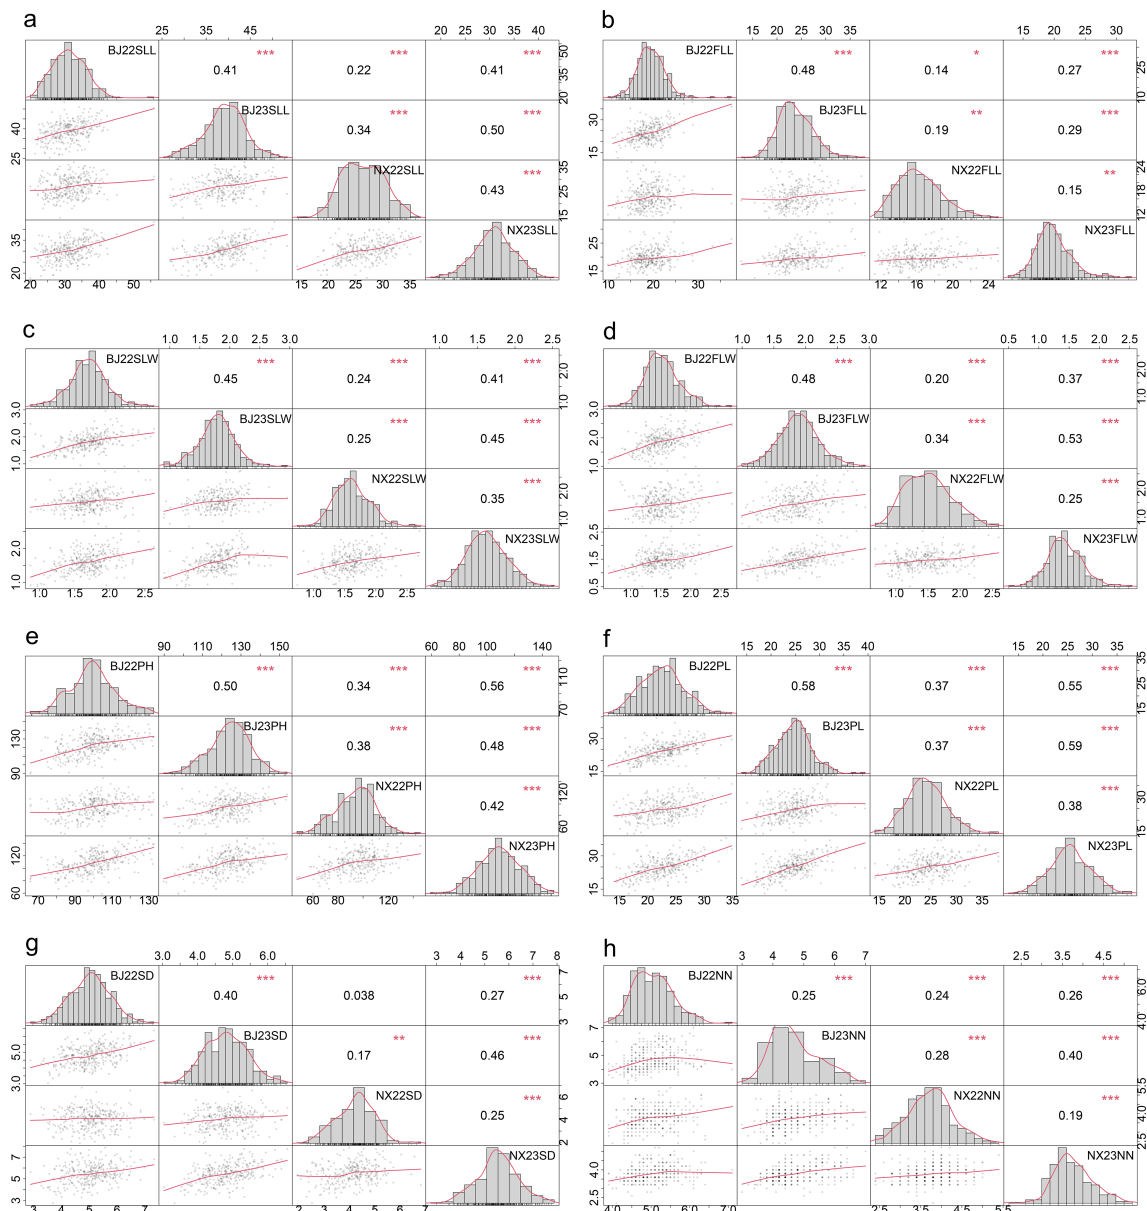 a
25 35 45 20 25 30 35 40
BJ22SLL 0.41 *** 0.22 *** 0.41 *** 20 35 50
40 25 BJ23SLL 0.34 *** 0.50 ***
NX22SLL 0.43 *** 15 25 35
35 20 NX23SLL
20 30 40 50 15 20 25 30 35
b
15 20 25 30 35 15 20 25 30
BJ22FLL 0.48 *** 0.14 * 0.27 *** 10 25
30 15 BJ23FLL 0.19 ** 0.29 ***
NX22FLL 0.15 ** 12 18 24
25 15 NX23FLL
10 15 20 25 30 12 16 20 24
c
1.0 1.5 2.0 2.5 3.0 1.0 1.5 2.0 2.5
BJ22SLW 0.45 *** 0.24 *** 0.41 *** 1.0 2.0
3.0 2.0 1.0 BJ23SLW 0.25 *** 0.45 ***
NX22SLW 0.35 *** 1.0 2.0
2.0 1.0 NX23SLW
1.0 1.5 2.0 2.5 1.0 1.5 2.0 2.5
d
1.0 1.5 2.0 2.5 3.0 0.5 1.0 1.5 2.0 2.5
BJ22FLW 0.48 *** 0.20 *** 0.37 *** 1.0 2.0
3.0 2.0 1.0 BJ23FLW 0.34 *** 0.53 ***
NX22FLW 0.25 *** 1.0 2.0
2.5 1.5 0.5 NX23FLW
1.0 1.5 2.0 2.5 1.0 1.5 2.0 2.5
e
90 110 130 150 60 80 100 140
BJ22PH 0.50 *** 0.34 *** 0.56 *** 70 110
130 90 BJ23PH 0.38 *** 0.48 ***
NX22PH 0.42 *** 60 120
120 60 NX23PH
70 90 110 130 60 80 100 120
f
15 20 25 30 35 40 15 20 25 30 35
BJ22PL 0.58 *** 0.37 *** 0.55 *** 15 25 35
30 15 BJ23PL 0.37 *** 0.59 ***
NX22PL 0.38 *** 15 30
30 15 NX23PL
15 20 25 30 35 15 20 25 30 35
g
3.0 4.0 5.0 6.0 3 4 5 6 7 8
BJ22SD 0.40 *** 0.038 0.27 *** 3 5 7
5.0 3.0 BJ23SD 0.17 ** 0.46 ***
NX22SD 0.25 *** 2 4 6
7 5 3 NX23SD
3 4 5 6 7 2 3 4 5 6 7
h
3 4 5 6 7 2.5 3.5 4.5
BJ22NN 0.25 *** 0.24 *** 0.26 *** 4.0 6.0
7 5 3 BJ23NN 0.28 *** 0.40 ***
NX22NN 0.19 *** 2.5 4.0 5.5
4.0 2.5 NX23NN
4.0 5.0 6.0 7.0 2.5 3.5 4.5 5.5